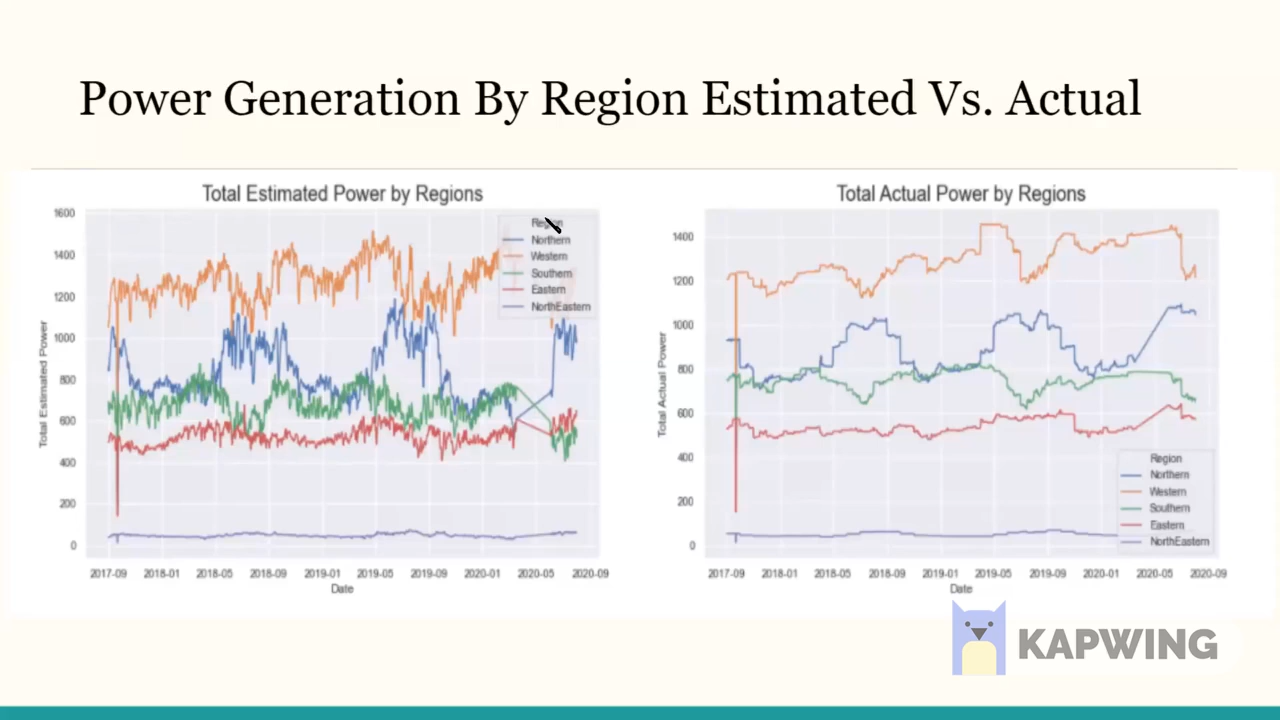 Power Generation By Region Estimated Vs. Actual
Total Estimated Power by Regions
1600
1400
1200
1000
800
600
400
200
0
Total Estimated Power
2017-09 2018-01 2018-05 2018-09 2019-01 2019-05 2019-09 2020-01 2020-05 2020-09
Date
Region
Northern
Western
Southern
Eastern
NorthEastern
Total Actual Power by Regions
1400
1200
1000
800
600
400
200
0
Total Actual Power
2017-09 2018-01 2018-05 2018-09 2019-01 2019-05 2019-09 2020-01 2020-05 2020-09
Date
Region
Northern
Western
Southern
Eastern
NorthEastern
KAPWING